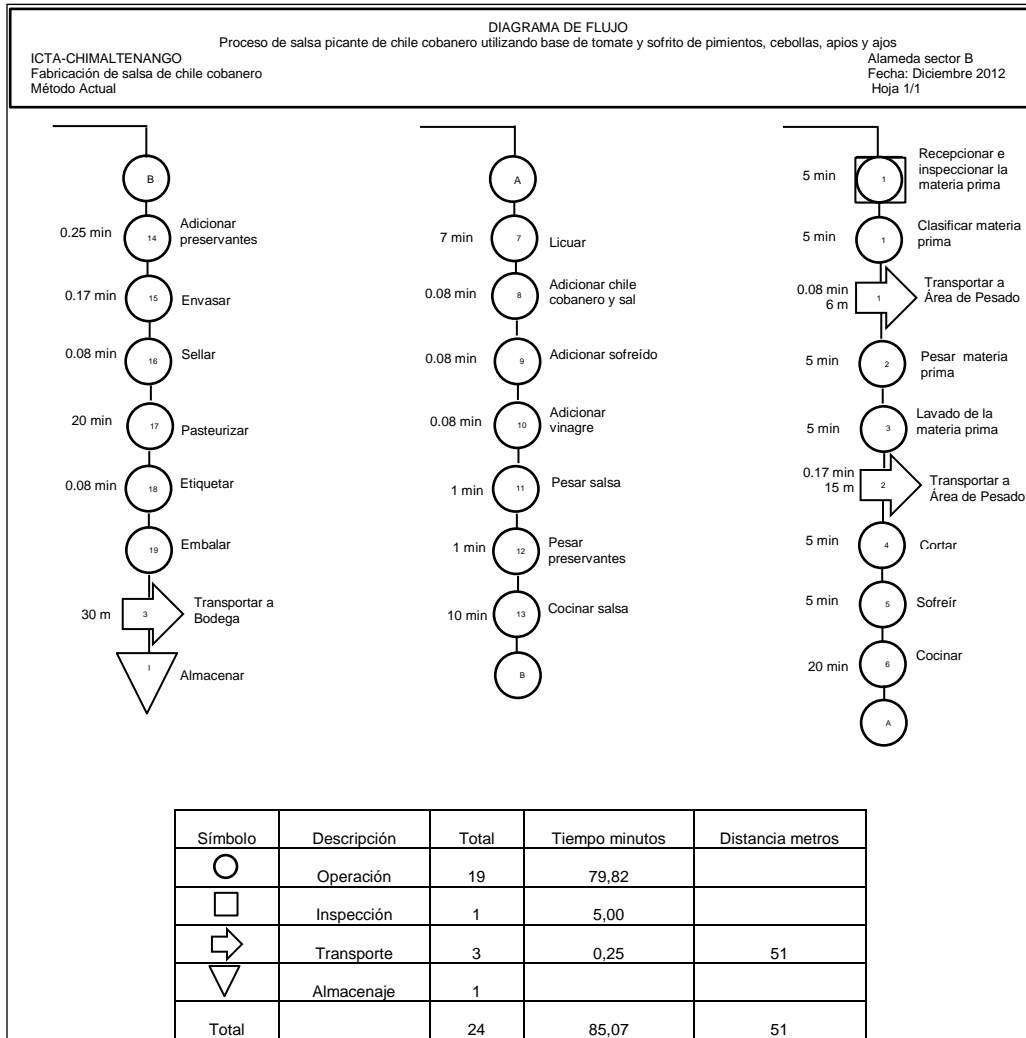 DIAGRAMA DE FLUJO
Proceso de salsa picante de chile cobanero utilizando base de tomate y sofrito de pimientos, cebollas, apios y ajos
ICTA-CHIMALTENANGO
Fabricación de salsa de chile cobanero
Método Actual
Alameda sector B
Fecha: Diciembre 2012
Hoja 1/1
B
0.25 min
14
Adicionar
preservantes
0.17 min
15
Envasar
0.08 min
16
Sellar
20 min
17
Pasteurizar
0.08 min
18
Etiquetar
19
Embalar
30 m
3
Transportar a
Bodega
I
Almacenar
A
7 min
7
Licuar
0.08 min
8
Adicionar chile
cobanero y sal
0.08 min
9
Adicionar sofreído
0.08 min
10
Adicionar
vinagre
1 min
11
Pesar salsa
1 min
12
Pesar
preservantes
10 min
13
Cocinar salsa
B
5 min
1
Recepcionar e
inspeccionar la
materia prima
5 min
1
Clasificar materia
prima
0.08 min
6 m
1
Transportar a
Área de Pesado
5 min
2
Pesar materia
prima
5 min
3
Lavado de la
materia prima
0.17 min
15 m
2
Transportar a
Área de Pesado
5 min
4
Cortar
5 min
5
Sofreír
20 min
6
Cocinar
A
Símbolo Descripción Total Tiempo minutos Distancia metros
Operación 19 79,82
Inspección 1 5,00
Transporte 3 0,25 51
Almacenaje 1
Total 24 85,07 51